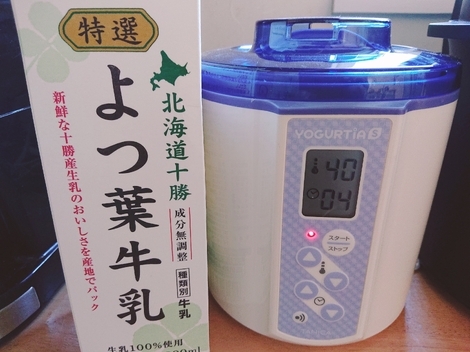 特選
北海道十勝
よつ葉牛乳
新鮮な十勝産生乳のおいしさを産地でパック
成分無調整
種類別 牛乳
生乳100%使用
YOGURTiA S
40
04
スタート
ストップ